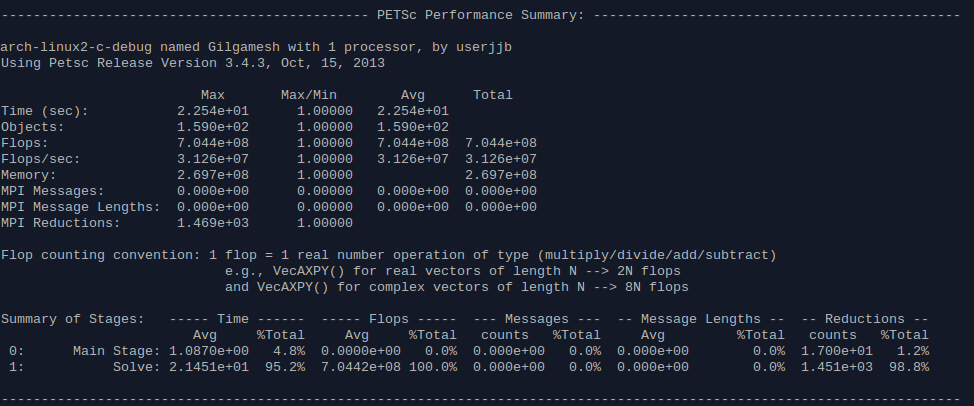 ---------------------------------------------- PETSc Performance Summary: ----------------------------------------------
arch-linux2-c-debug named Gilgamesh with 1 processor, by userjjb
Using Petsc Release Version 3.4.3, Oct, 15, 2013
                         Max       Max/Min        Avg      Total
Time (sec):           2.254e+01      1.00000   2.254e+01
Objects:              1.590e+02      1.00000   1.590e+02
Flops:                7.044e+08      1.00000   7.044e+08  7.044e+08
Flops/sec:            3.126e+07      1.00000   3.126e+07  3.126e+07
Memory:               2.697e+08      1.00000              2.697e+08
MPI Messages:         0.000e+00      0.00000   0.000e+00  0.000e+00
MPI Message Lengths:  0.000e+00      0.00000   0.000e+00  0.000e+00
MPI Reductions:       1.469e+03      1.00000
Flop counting convention: 1 flop = 1 real number operation of type (multiply/divide/add/subtract)
                            e.g., VecAXPY() for real vectors of length N --> 2N flops
                            and VecAXPY() for complex vectors of length N --> 8N flops
Summary of Stages:   ----- Time ------  ----- Flops -----  --- Messages ---  -- Message Lengths --  -- Reductions --
                        Avg     %Total     Avg     %Total   counts   %Total     Avg         %Total   counts   %Total
 0:      Main Stage: 1.0870e+00   4.8%  0.0000e+00   0.0%  0.000e+00   0.0%  0.000e+00        0.0%  1.700e+01   1.2%
 1:           Solve: 2.1451e+01  95.2%  7.0442e+08 100.0%  0.000e+00   0.0%  0.000e+00        0.0%  1.451e+03  98.8%
------------------------------------------------------------------------------------------------------------------------